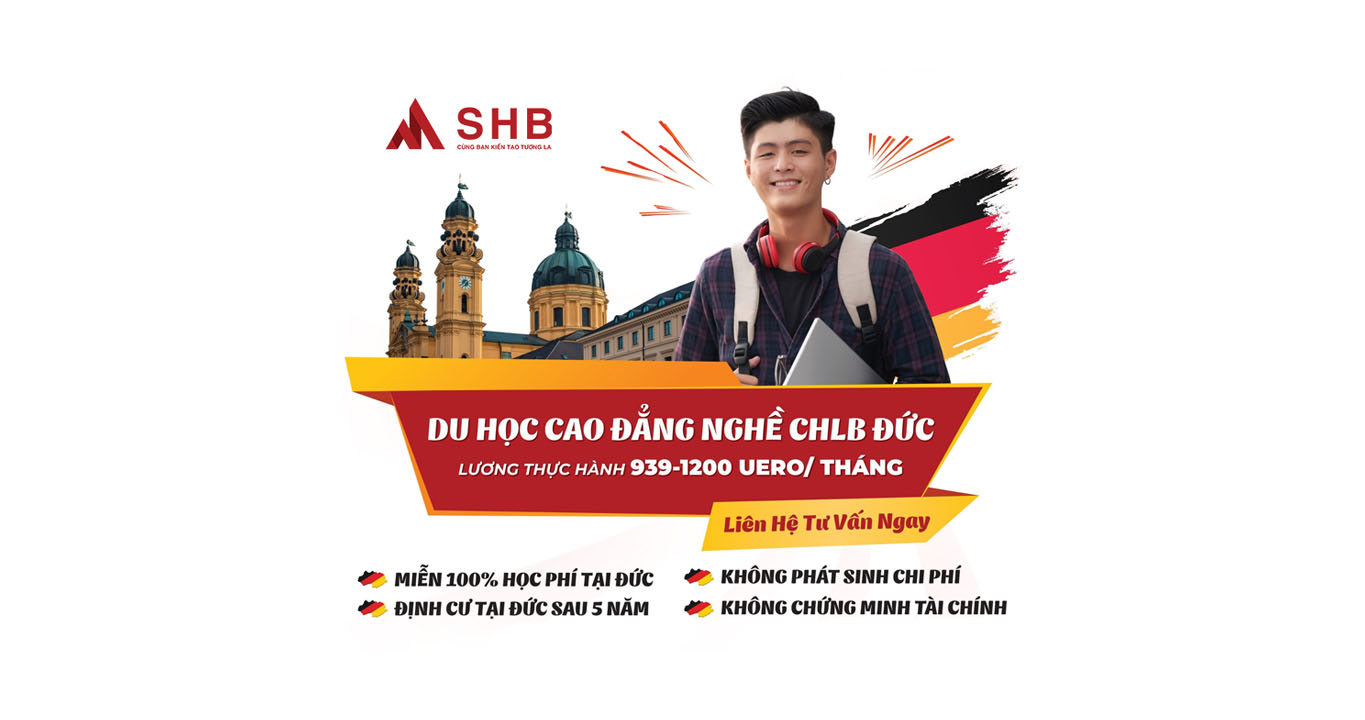 SHB
CÙNG BẠN KIẾN TẠO TƯƠNG LA
DU HỌC CAO ĐẲNG NGHỀ CHLB ĐỨC
LƯƠNG THỰC HÀNH 939-1200 UERO/ THÁNG
Liên Hệ Tư Vấn Ngay
MIỄN 100% HỌC PHÍ TẠI ĐỨC
ĐỊNH CƯ TẠI ĐỨC SAU 5 NĂM
KHÔNG PHÁT SINH CHI PHÍ
KHÔNG CHỨNG MINH TÀI CHÍNH